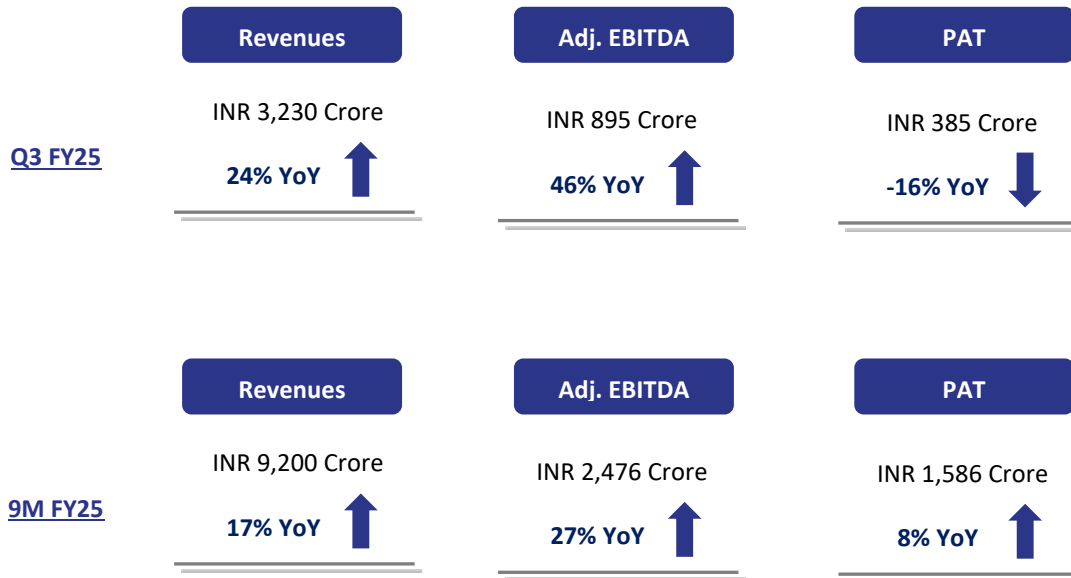 Revenues
Adj. EBITDA
PAT
Q3 FY25
INR 3,230 Crore
INR 895 Crore
INR 385 Crore
24% YoY
46% YoY
-16% YoY
Revenues
Adj. EBITDA
PAT
9M FY25
INR 9,200 Crore
INR 2,476 Crore
INR 1,586 Crore
17% YoY
27% YoY
8% YoY